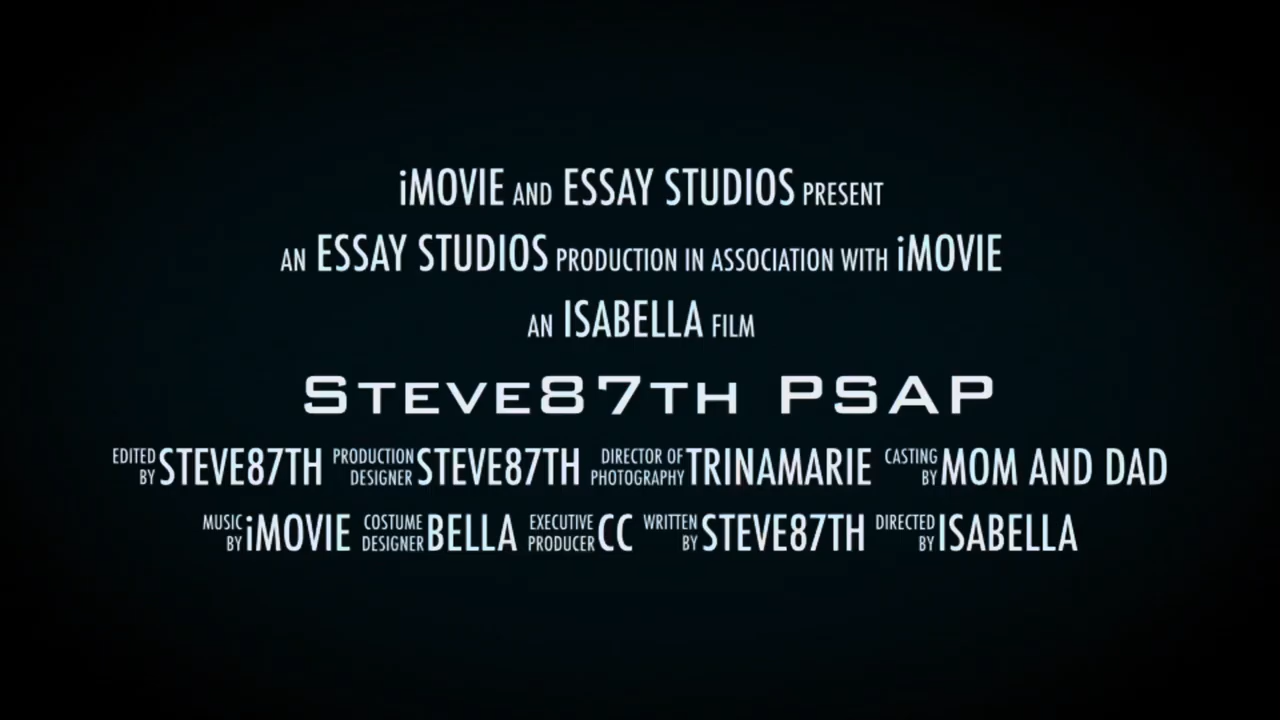 iMOVIE AND ESSAY STUDIOS PRESENT
AN ESSAY STUDIOS PRODUCTION IN ASSOCIATION WITH iMOVIE
AN ISABELLA FILM
STEVE87TH PSAP
EDITED BY STEVE87TH PRODUCTION DESIGNER STEVE87TH DIRECTOR OF PHOTOGRAPHY TRINAMARIE CASTING BY MOM AND DAD
MUSIC BY iMOVIE COSTUME DESIGNER BELLA EXECUTIVE PRODUCER CC WRITTEN BY STEVE87TH DIRECTED BY ISABELLA